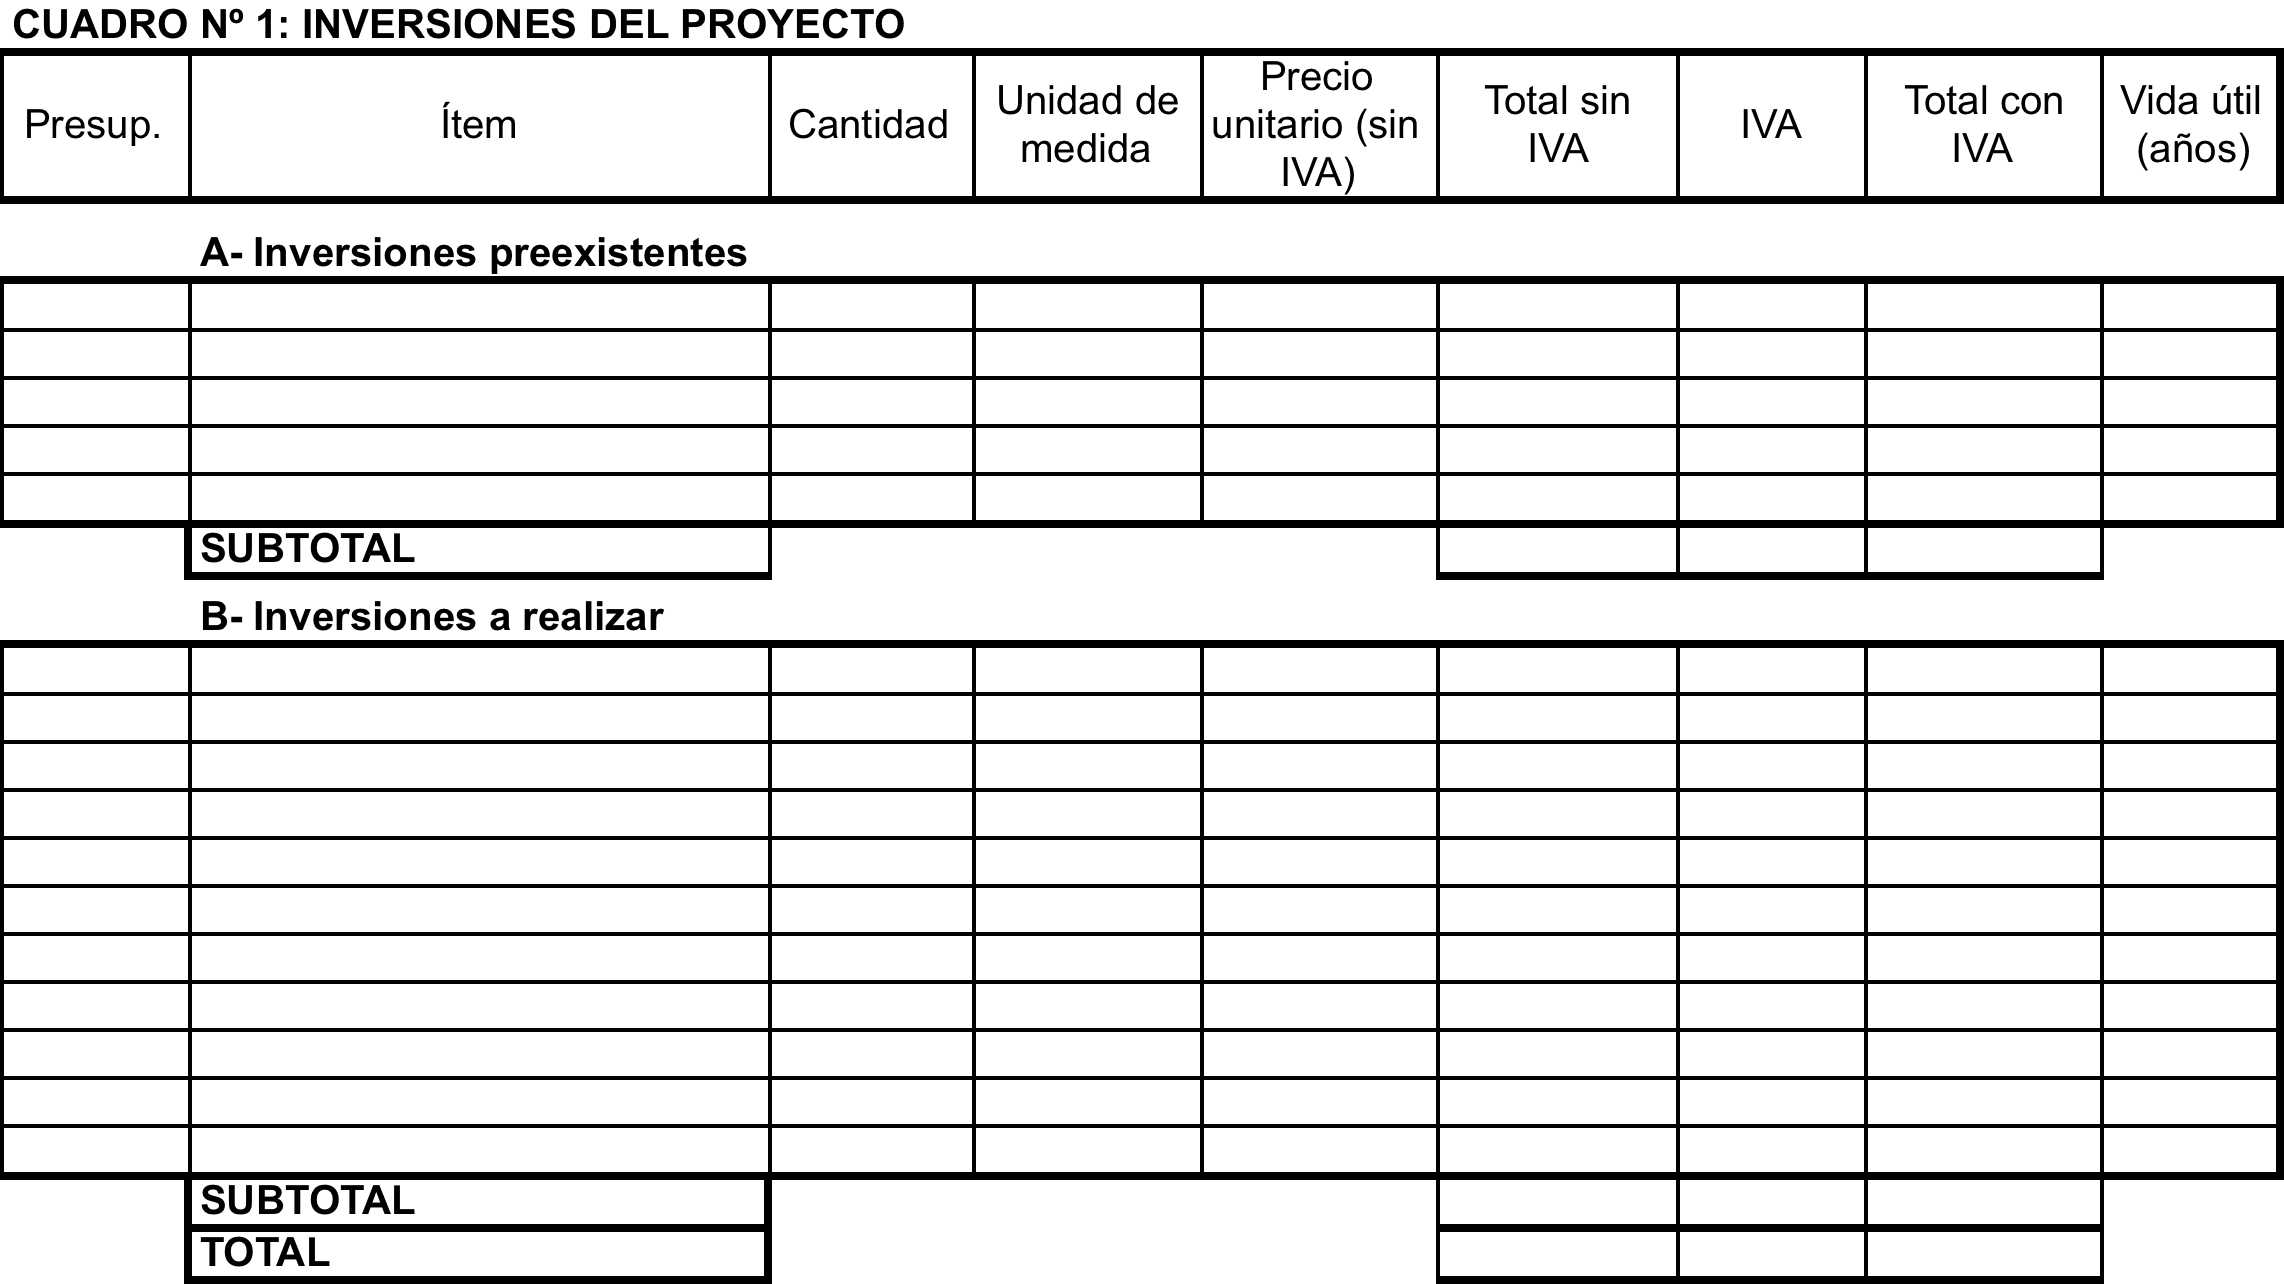 CUADRO Nº 1: INVERSIONES DEL PROYECTO
Presup. Ítem Cantidad Unidad de medida Precio unitario (sin IVA) Total sin IVA IVA Total con IVA Vida útil (años)
A- Inversiones preexistentes
SUBTOTAL
B- Inversiones a realizar
SUBTOTAL
TOTAL